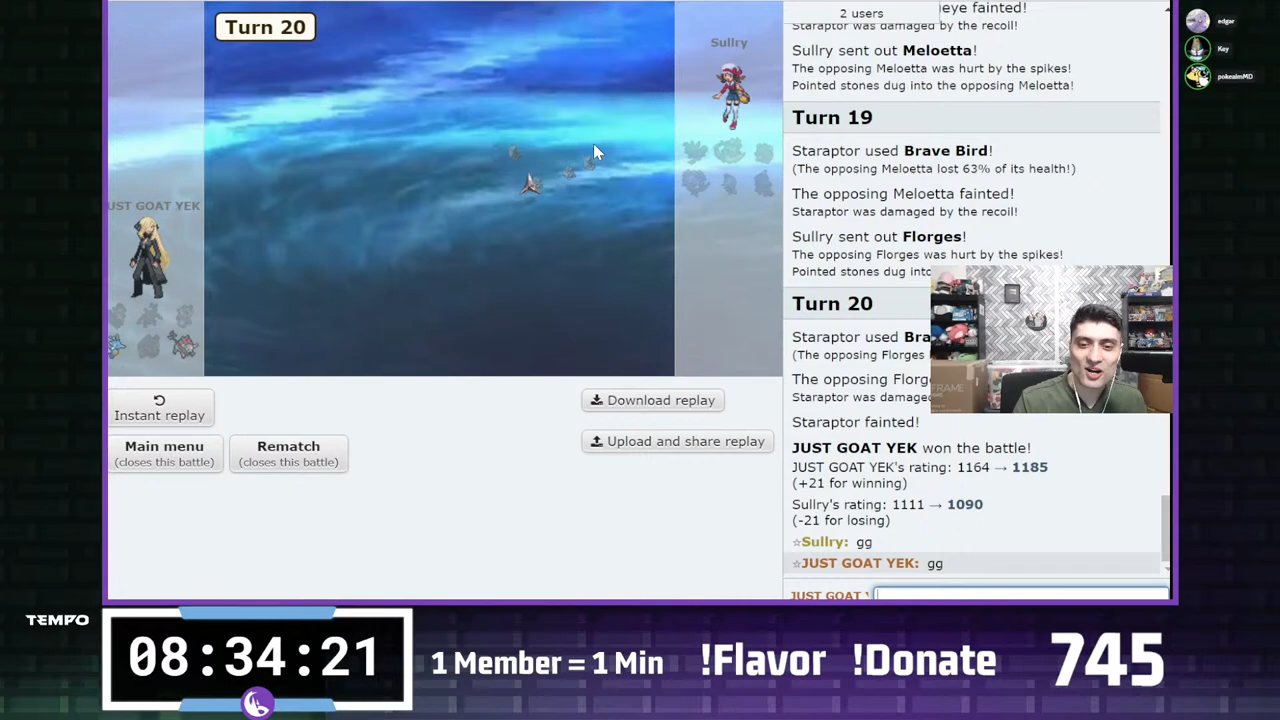 Turn 20
Sullry
JUST GOAT YEK
Instant replay
Main menu
(closes this battle)
Rematch
(closes this battle)
Download replay
Upload and share replay
2 users
eye fainted!
Staraptor was damaged by the recoil!
Sullry sent out Meloetta!
The opposing Meloetta was hurt by the spikes!
Pointed stones dug into the opposing Meloetta!
Turn 19
Staraptor used Brave Bird!
(The opposing Meloetta lost 63% of its health!)
The opposing Meloetta fainted!
Staraptor was damaged by the recoil!
Sullry sent out Florges!
The opposing Florges was hurt by the spikes!
Pointed stones dug into
Turn 20
Staraptor used Bra
(The opposing Florges
The opposing Florg
Staraptor was damaged
Staraptor fainted!
JUST GOAT YEK won the battle!
JUST GOAT YEK's rating: 1164 → 1185
(+21 for winning)
Sullry's rating: 1111 → 1090
(-21 for losing)
☆Sullry: gg
☆JUST GOAT YEK: gg
JUST GOAT Y
edgar
Key
pokeaimMD
FRAME
TEMPO
08:34:21
1 Member = 1 Min
!Flavor !Donate
745